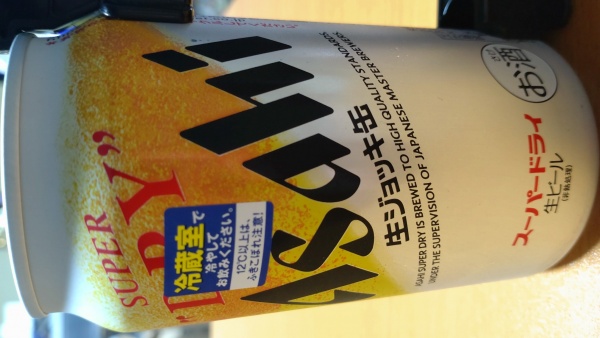 SUPER
"DRY"
Asahi
冷蔵室で
冷やして
お飲みください。
12℃以上は、
ふきこぼれ注意!
生ジョッキ缶
ASAHI SUPER DRY IS BREWED TO HIGH QUALITY STANDARDS
UNDER THE SUPERVISION OF JAPANESE MASTER BREWERS
お酒
スーパードライ
生ビール
(非熱処理)